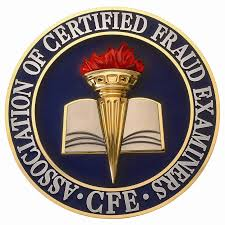 ASSOCIATION OF CERTIFIED FRAUD EXAMINERS
· CFE ·